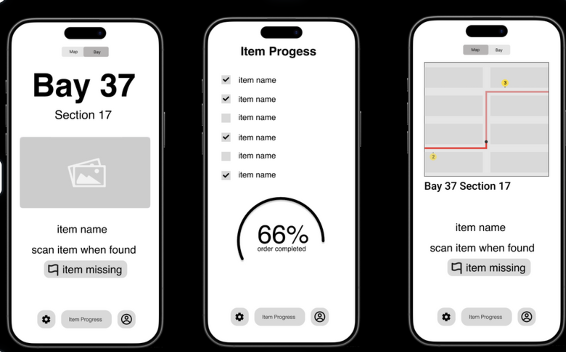 Map Bay
Bay 37
Section 17
item name
scan item when found
item missing
Item Progress
Item Progess
item name
item name
item name
item name
item name
item name
66%
order completed
Item Progress
Map Bay
3
2
Bay 37 Section 17
item name
scan item when found
item missing
Item Progress